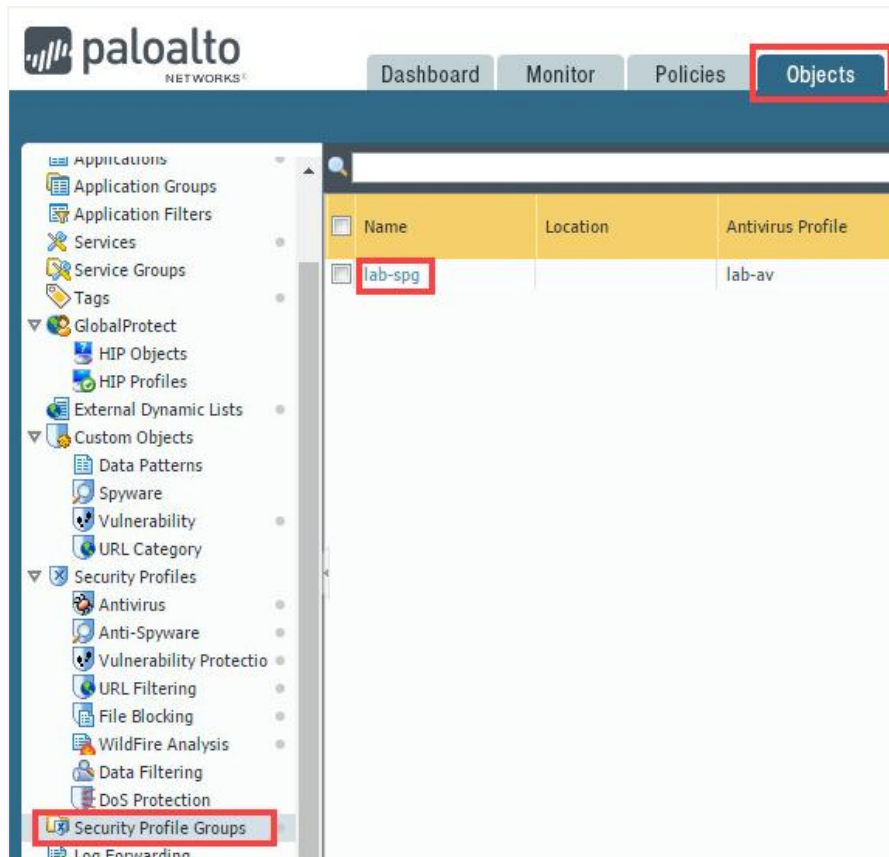 paloalto
NETWORKS®
Dashboard Monitor Policies Objects
Applications
Application Groups
Application Filters
Services
Service Groups
Tags
GlobalProtect
HIP Objects
HIP Profiles
External Dynamic Lists
Custom Objects
Data Patterns
Spyware
Vulnerability
URL Category
Security Profiles
Antivirus
Anti-Spyware
Vulnerability Protectio
URL Filtering
File Blocking
WildFire Analysis
Data Filtering
DoS Protection
Security Profile Groups
Log Forwarding
Name Location Antivirus Profile
lab-spg lab-av